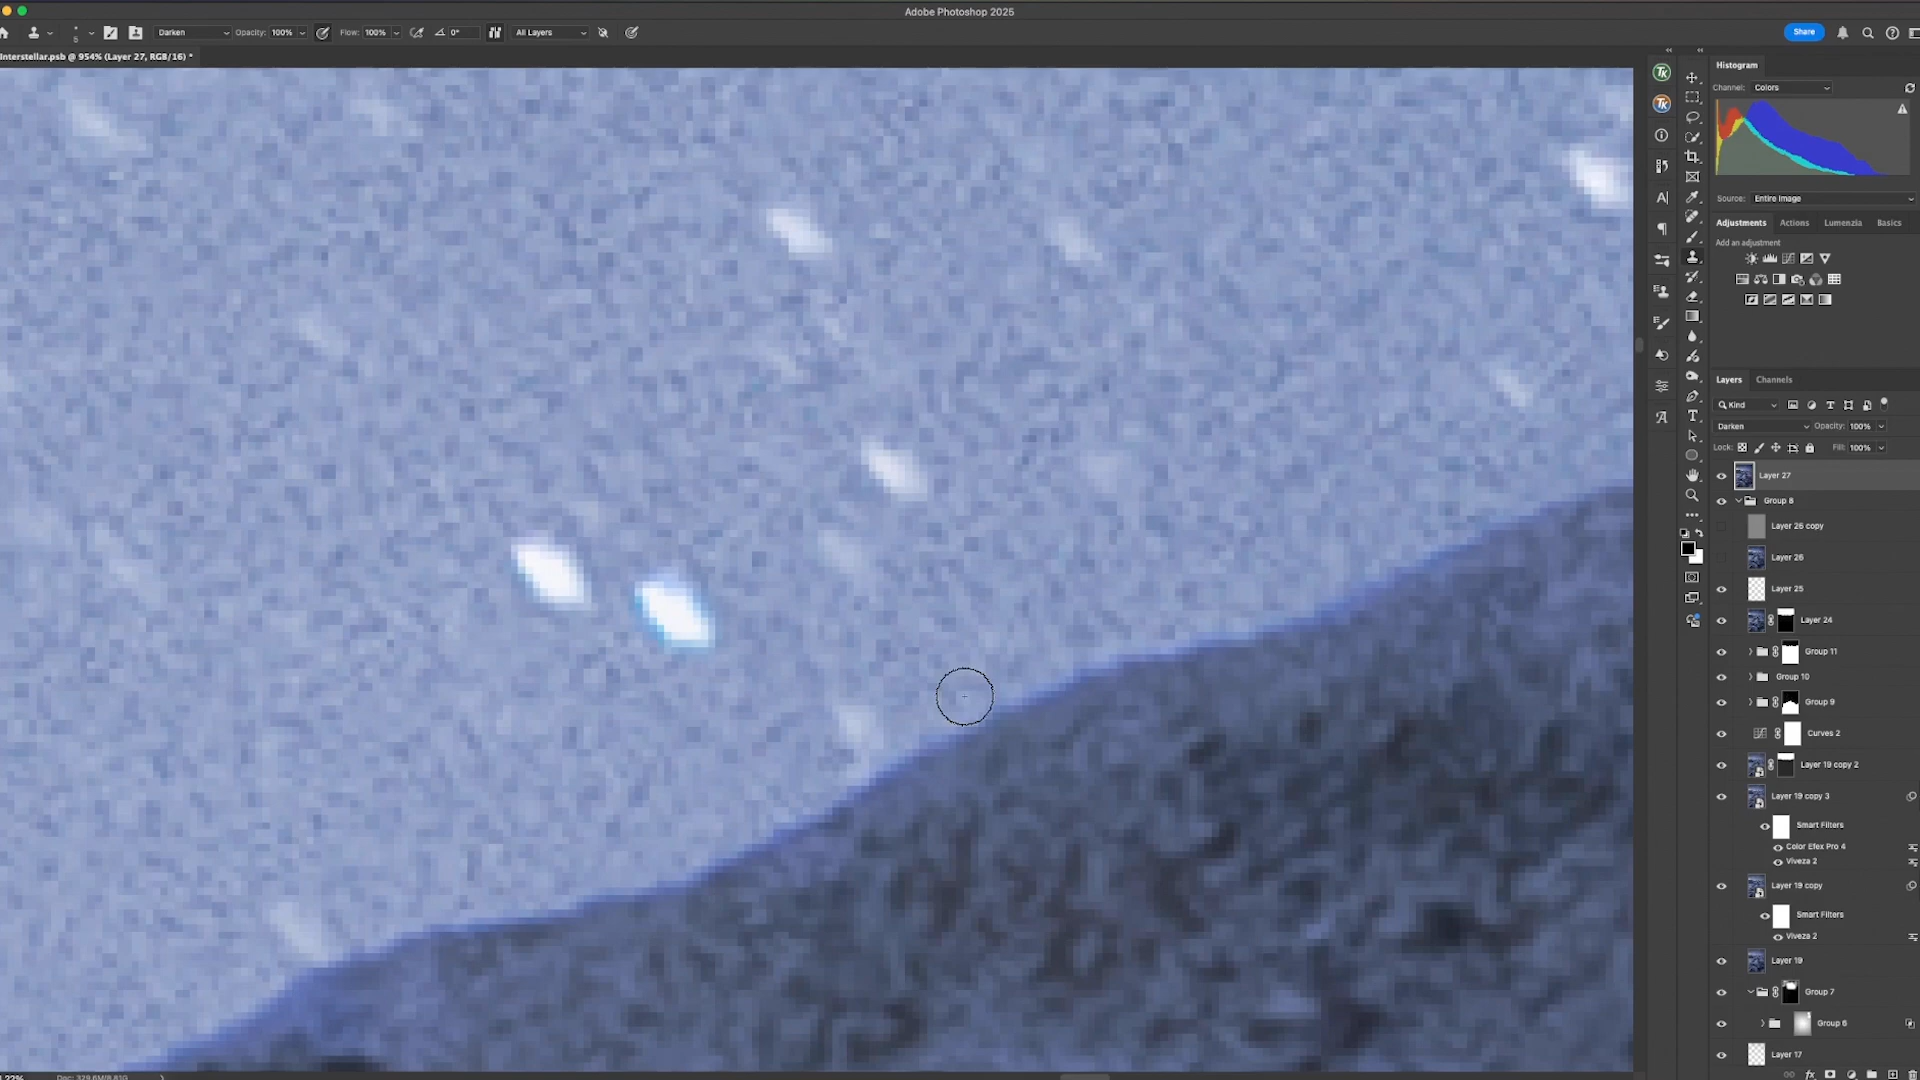 Adobe Photoshop 2025
5 Darken Opacity: 100% Flow: 100% 0° All Layers Share
Interstellar.psb @ 954% (Layer 27, RGB/16) *
Histogram
Channel: Colors
Source: Entire Image
Adjustments Actions Lumenzia Basics
Add an adjustment
Layers Channels
Kind
Darken Opacity: 100%
Lock: Fill: 100%
Layer 27
Group 8
Layer 26 copy
Layer 26
Layer 25
Layer 24
Group 11
Group 10
Group 9
Curves 2
Layer 19 copy 2
Layer 19 copy 3
Smart Filters
Color Efex Pro 4
Viveza 2
Layer 19 copy
Smart Filters
Viveza 2
Layer 19
Group 7
Group 6
Layer 17